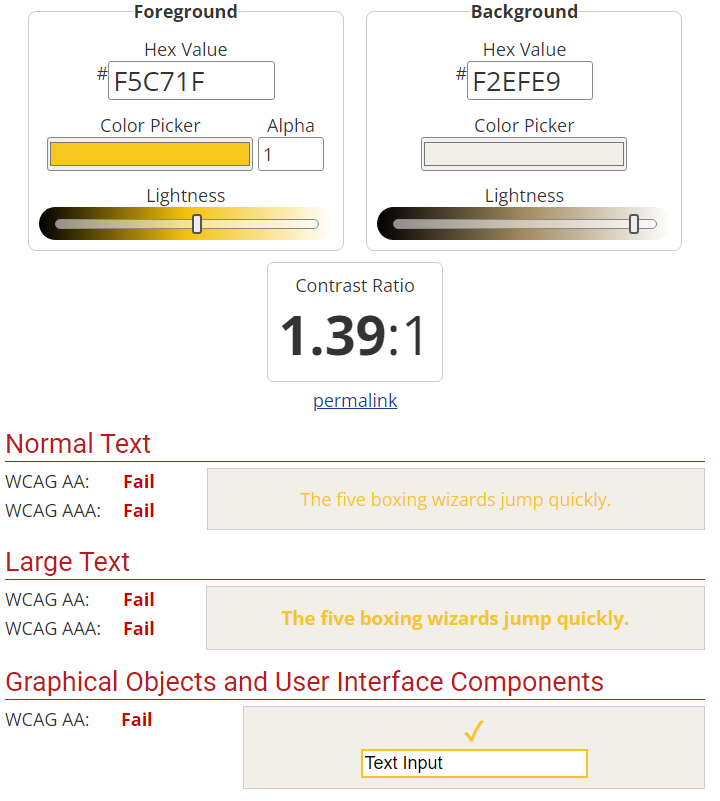 Foreground
Background
Hex Value
Hex Value
# F5C71F
# F2EFE9
Color Picker Alpha
Color Picker
1
Lightness
Lightness
Contrast Ratio
1.39:1
permalink
Normal Text
WCAG AA: Fail
WCAG AAA: Fail
The five boxing wizards jump quickly.
Large Text
WCAG AA: Fail
WCAG AAA: Fail
The five boxing wizards jump quickly.
Graphical Objects and User Interface Components
WCAG AA: Fail
✓
Text Input